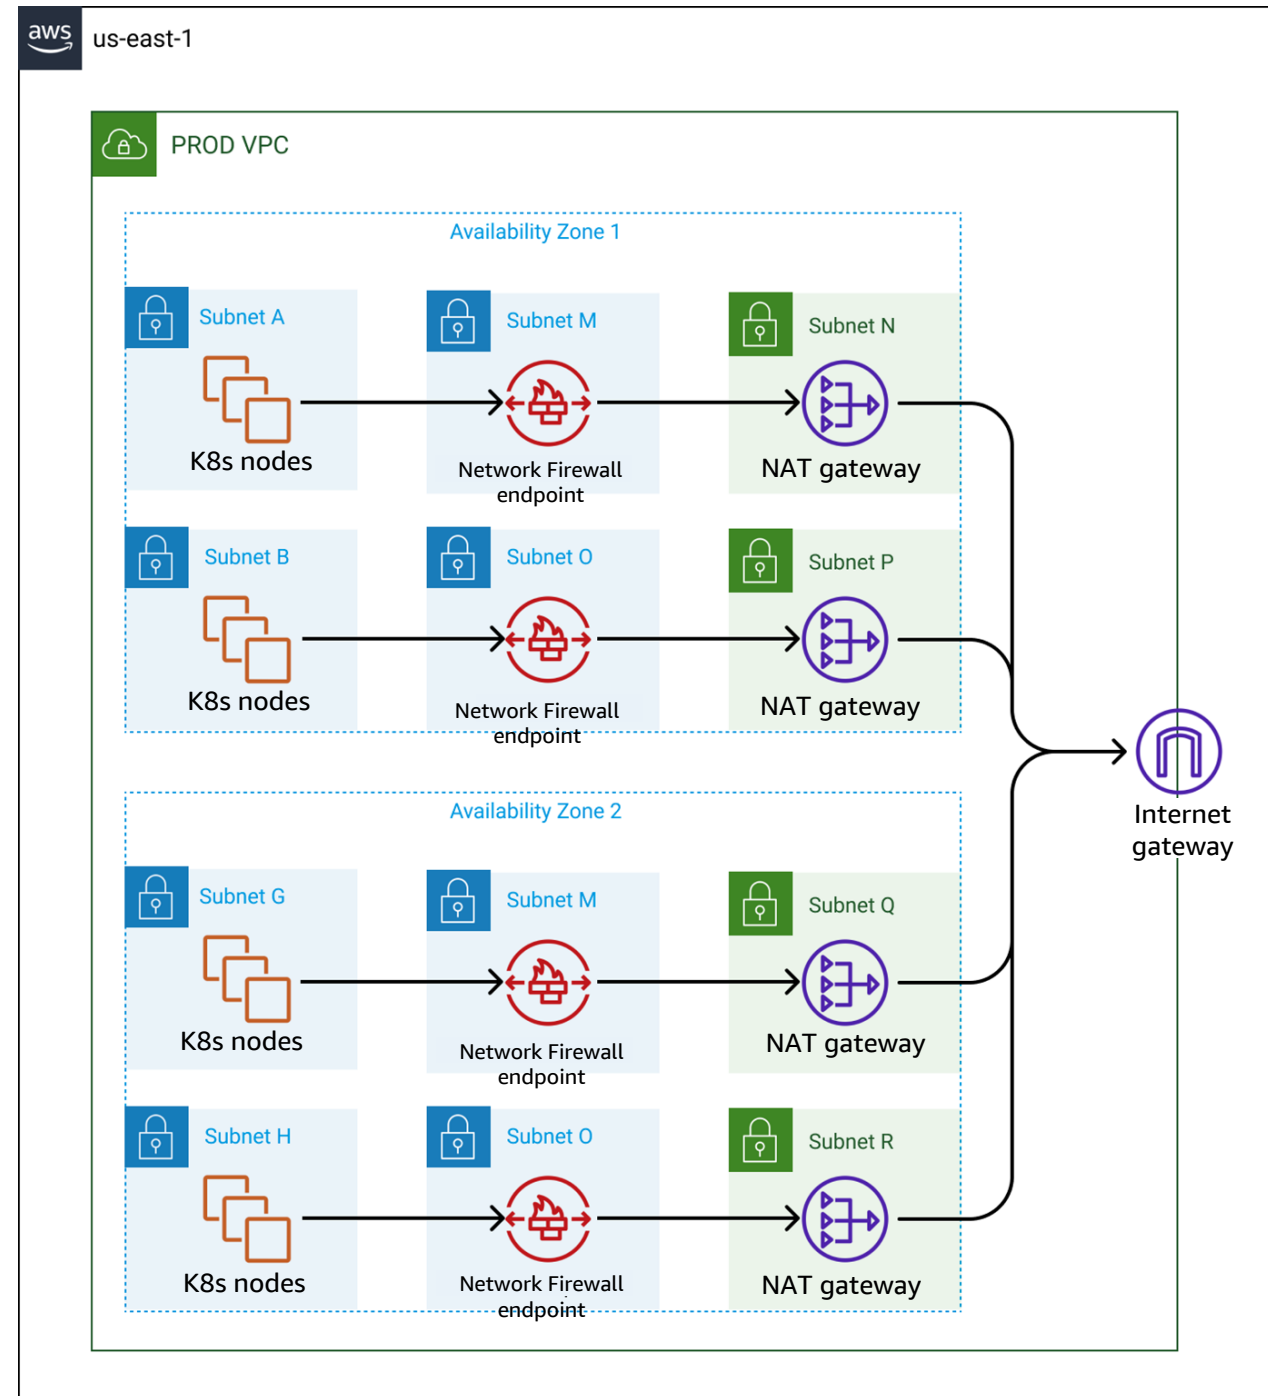 aws
us-east-1
PROD VPC
Availability Zone 1
Subnet A
Subnet M
Subnet N
K8s nodes
Network Firewall
endpoint
NAT gateway
Subnet B
Subnet O
Subnet P
K8s nodes
Network Firewall
endpoint
NAT gateway
Internet
gateway
Availability Zone 2
Subnet G
Subnet M
Subnet Q
K8s nodes
Network Firewall
endpoint
NAT gateway
Subnet H
Subnet O
Subnet R
K8s nodes
Network Firewall
endpoint
NAT gateway